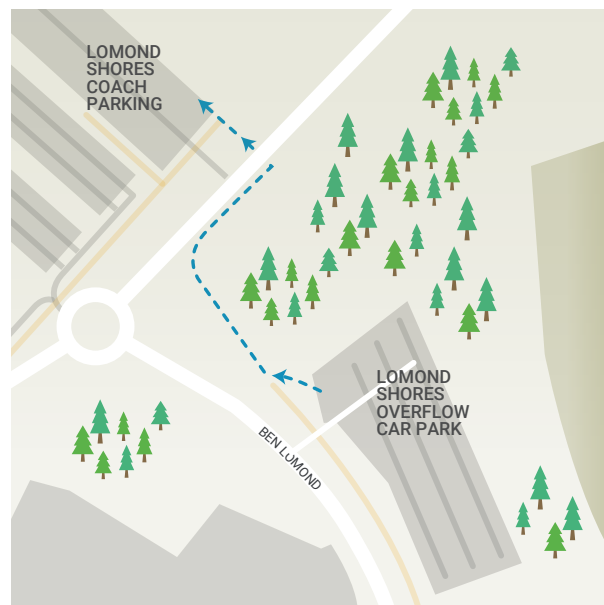 LOMOND
SHORES
COACH
PARKING
LOMOND
SHORES
OVERFLOW
CAR PARK
BEN LOMOND